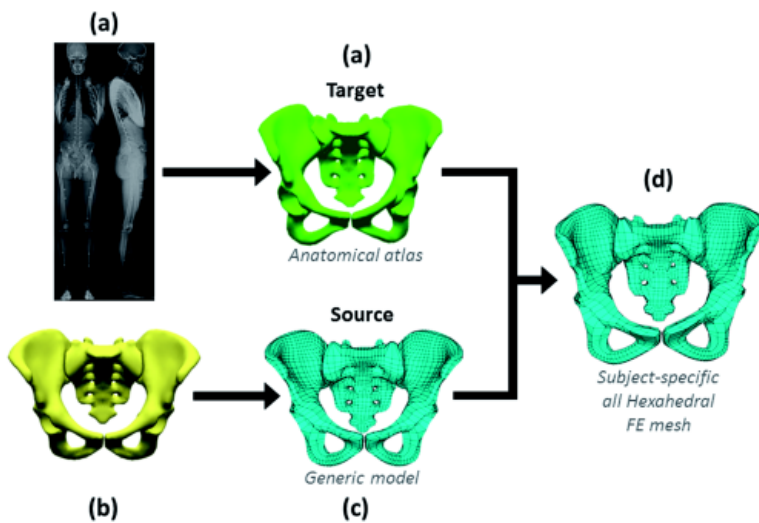 (a)
(a)
Target
Anatomical atlas
(d)
Source
Generic model
Subject-specific
all Hexahedral
FE mesh
(b)
(c)